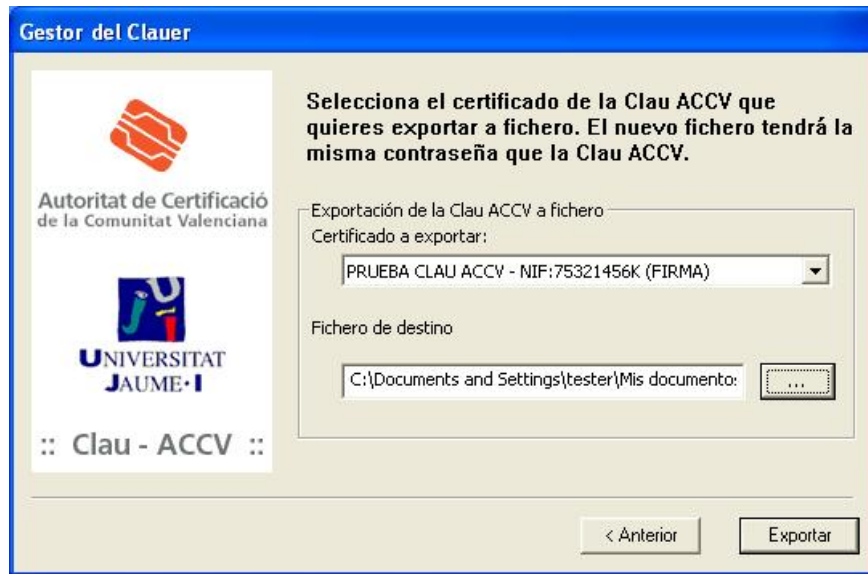 Gestor del Clauer
Autoritat de Certificació
de la Comunitat Valenciana
UNIVERSITAT
JAUME·I
:: Clau - ACCV ::
Selecciona el certificado de la Clau ACCV que
quieres exportar a fichero. El nuevo fichero tendrá la
misma contraseña que la Clau ACCV.
Exportación de la Clau ACCV a fichero
Certificado a exportar:
PRUEBA CLAU ACCV - NIF:75321456K (FIRMA)
Fichero de destino
C:\Documents and Settings\tester\Mis documentos
...
< Anterior
Exportar